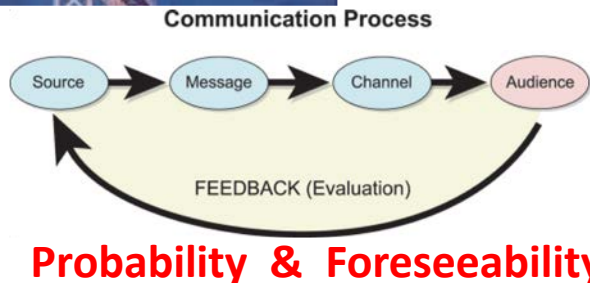 Communication Process
Source Message Channel Audience
FEEDBACK (Evaluation)
Probability & Foreseeability